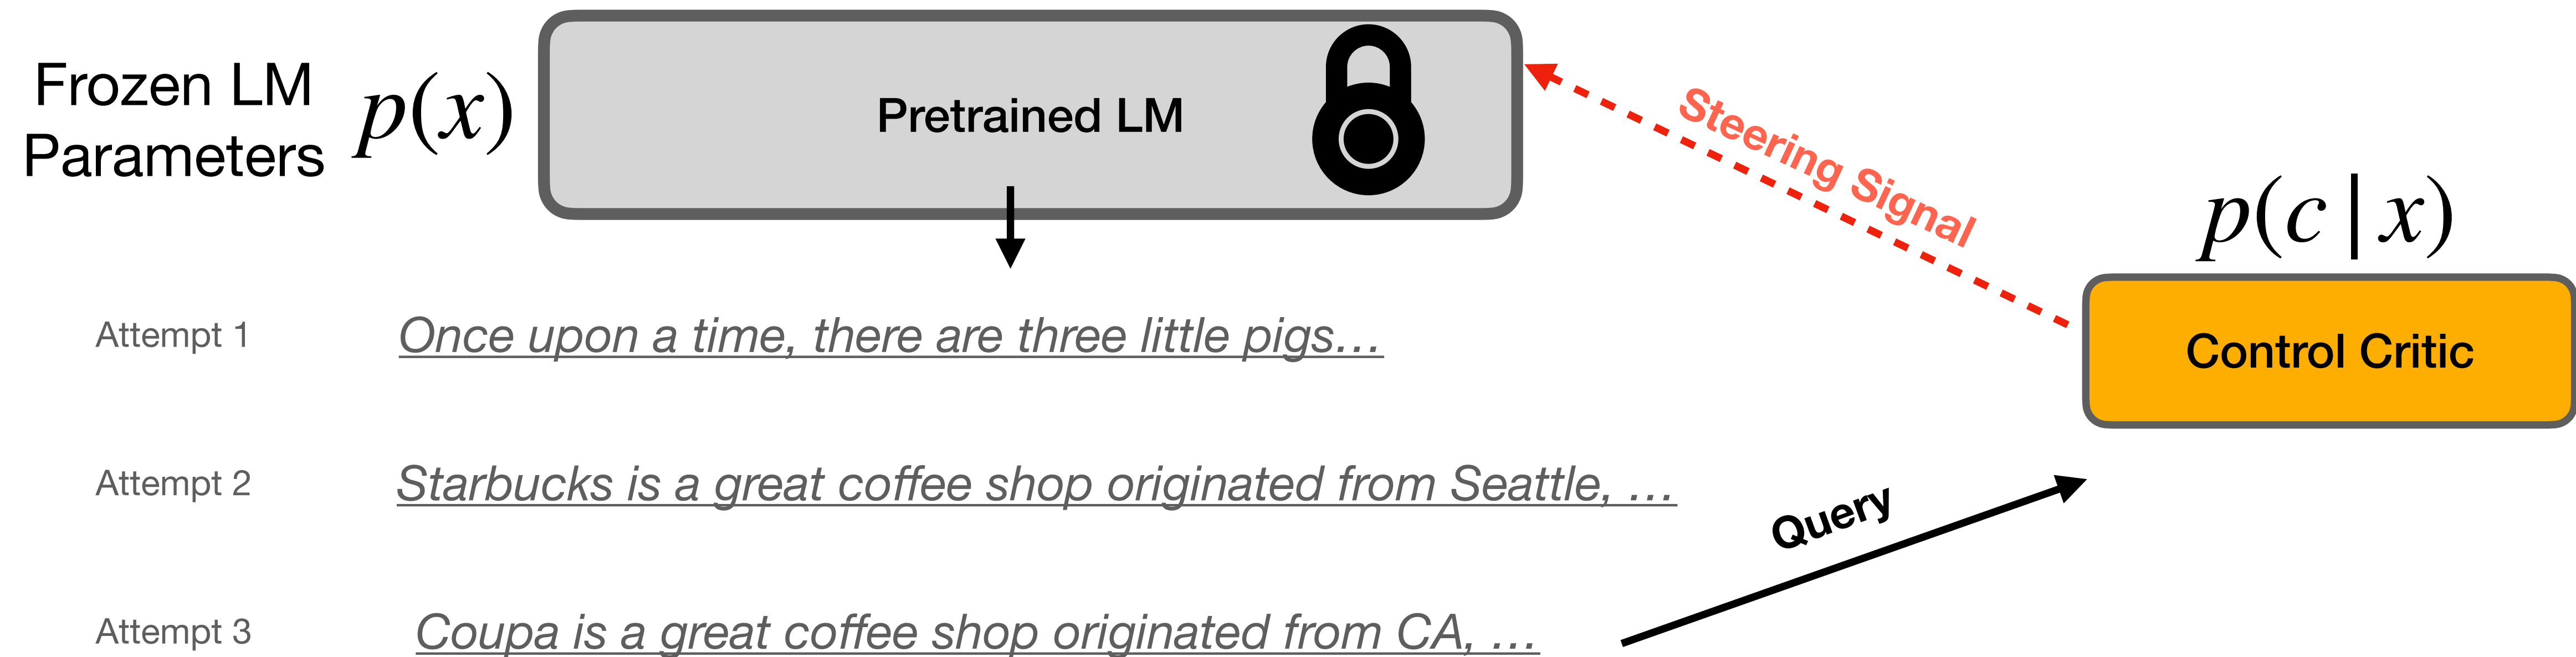 Frozen LM
Parameters
p(x)
Pretrained LM
Steering Signal
p(c | x)
Control Critic
Attempt 1
Once upon a time, there are three little pigs…
Attempt 2
Starbucks is a great coffee shop originated from Seattle, …
Query
Attempt 3
Coupa is a great coffee shop originated from CA, …